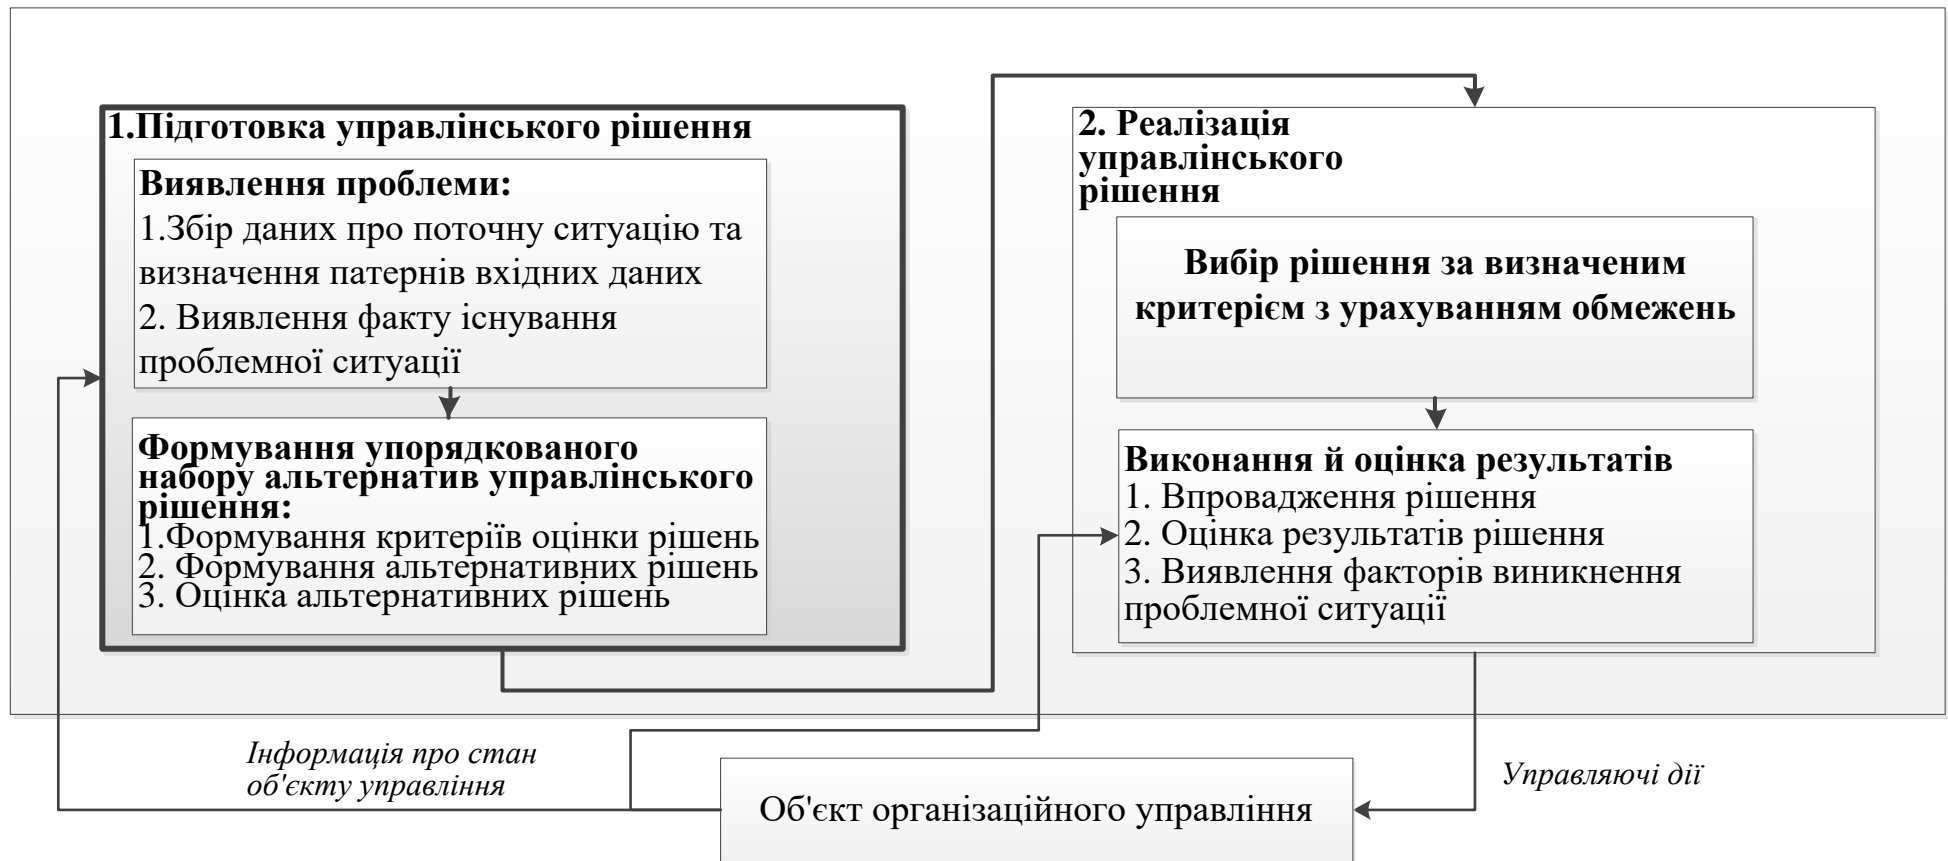 1.Підготовка управлінського рішення
Виявлення проблеми:
1.Збір даних про поточну ситуацію та
визначення патернів вхідних даних
2. Виявлення факту існування
проблемної ситуації
Формування упорядкованого
набору альтернатив управлінського
рішення:
1.Формування критеріїв оцінки рішень
2. Формування альтернативних рішень
3. Оцінка альтернативних рішень
2. Реалізація
управлінського
рішення
Вибір рішення за визначеним
критерієм з урахуванням обмежень
Виконання й оцінка результатів
1. Впровадження рішення
2. Оцінка результатів рішення
3. Виявлення факторів виникнення
проблемної ситуації
Інформація про стан
об'єкту управління
Об'єкт організаційного управління
Управляючі дії